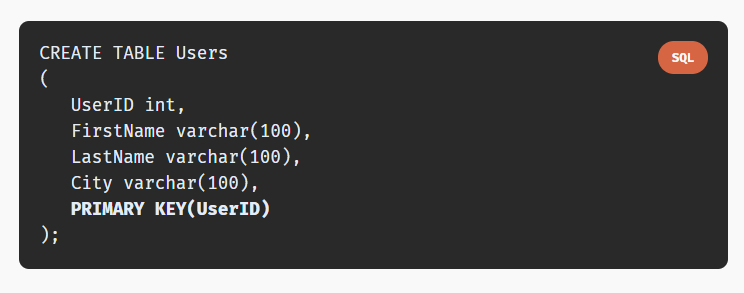 CREATE TABLE Users
SQL
(
UserID int,
FirstName varchar(100),
LastName varchar(100),
City varchar(100),
PRIMARY KEY(UserID)
);